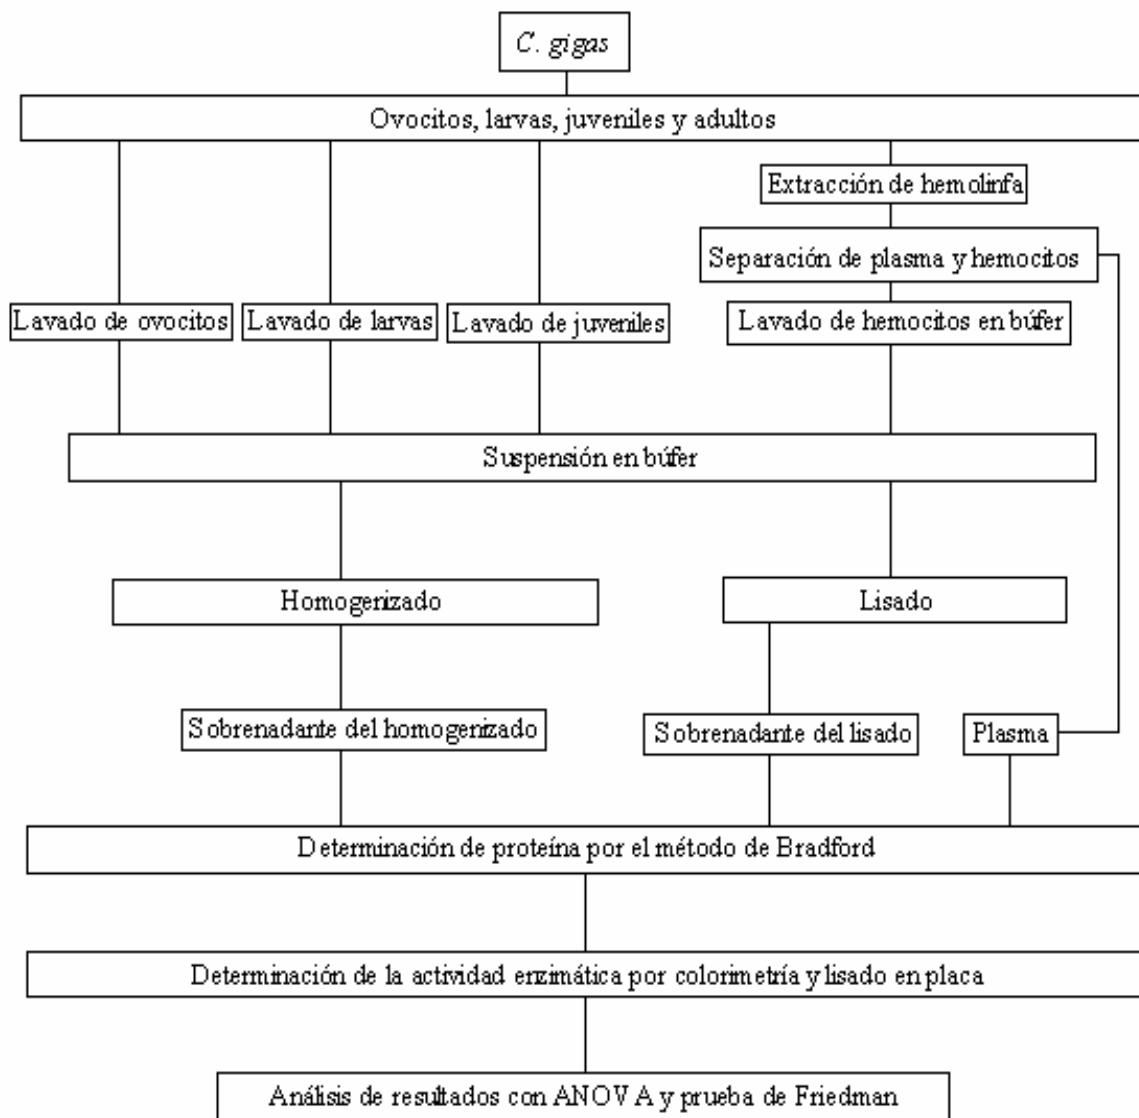 C. gigas
Ovocitos, larvas, juveniles y adultos
Extracción de hemolinfa
Separación de plasma y hemocitos
Lavado de ovocitos
Lavado de larvas
Lavado de juveniles
Lavado de hemocitos en búfer
Suspensión en búfer
Homogenizado
Lisado
Sobrenadante del homogenizado
Sobrenadante del lisado
Plasma
Determinación de proteína por el método de Bradford
Determinación de la actividad enzimática por colorimetría y lisado en placa
Análisis de resultados con ANOVA y prueba de Friedman